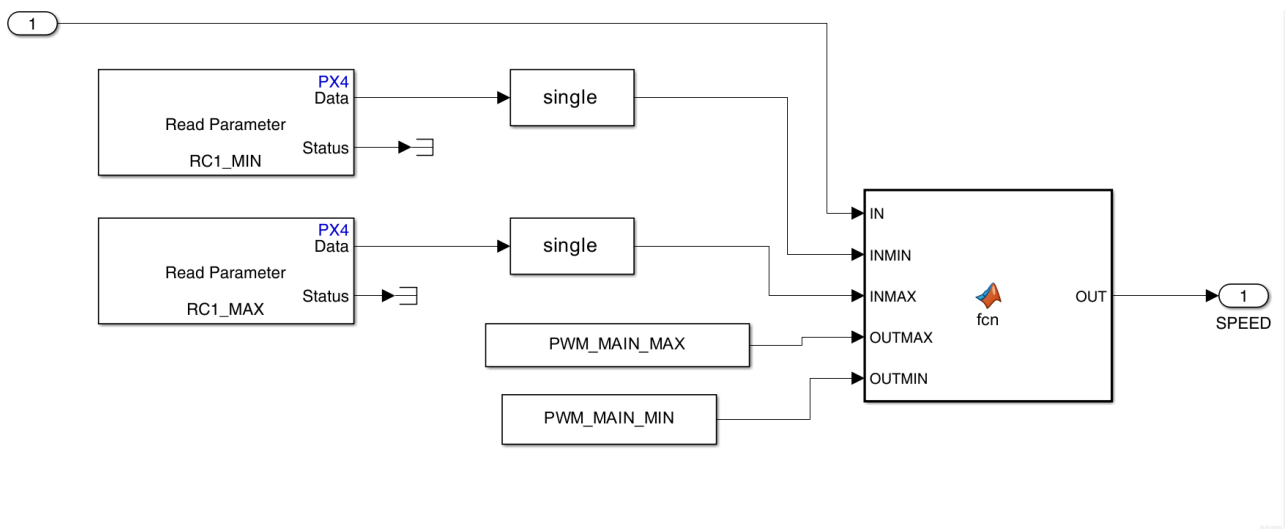 1
PX4
Data
Read Parameter
Status
RC1_MIN
single
PX4
Data
Read Parameter
Status
RC1_MAX
single
PWM_MAIN_MAX
PWM_MAIN_MIN
IN
INMIN
INMAX
OUTMAX
OUTMIN
fcn
OUT
1
SPEED